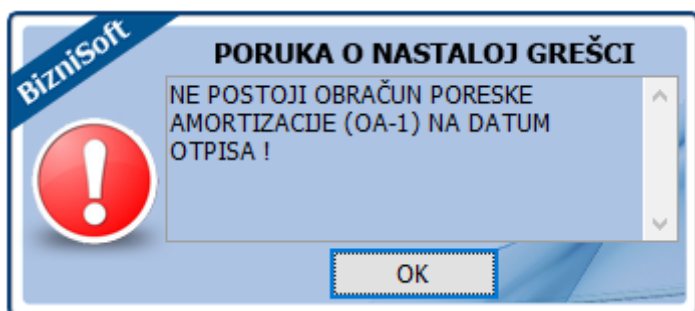 BizniSoft
PORUKA O NASTALOJ GREŠCI
NE POSTOJI OBRAČUN PORESKE
AMORTIZACIJE (OA-1) NA DATUM
OTPISA !
OK